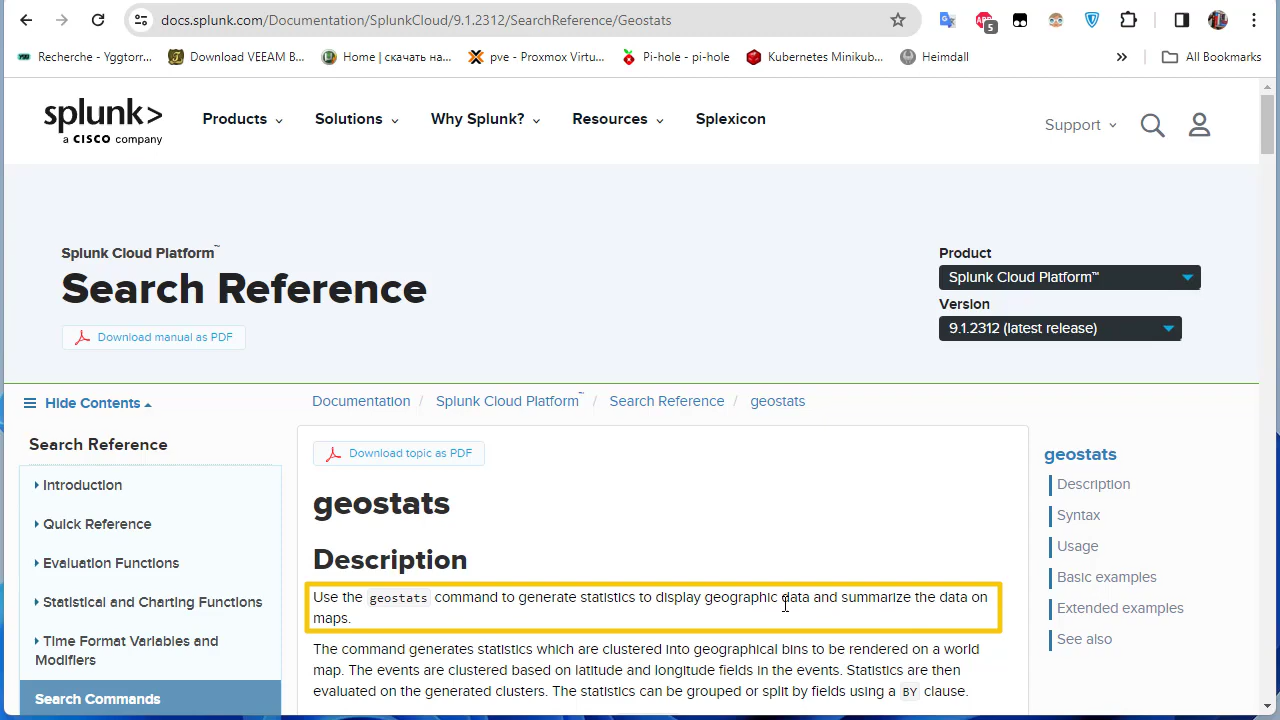 docs.splunk.com/Documentation/SplunkCloud/9.1.2312/SearchReference/Geostats
5
Recherche - Yggtorr...
Download VEEAM B...
Home | скачать на...
pve - Proxmox Virtu...
Pi-hole - pi-hole
Kubernetes Minikub...
Heimdall
»
All Bookmarks
splunk>
a CISCO company
Products
Solutions
Why Splunk?
Resources
Splexicon
Support
Splunk Cloud Platform™
Search Reference
Download manual as PDF
Product
Splunk Cloud Platform™
Version
9.1.2312 (latest release)
Hide Contents
Documentation / Splunk Cloud Platform™ / Search Reference / geostats
Search Reference
Introduction
Quick Reference
Evaluation Functions
Statistical and Charting Functions
Time Format Variables and
Modifiers
Search Commands
Download topic as PDF
geostats
Description
Use the geostats command to generate statistics to display geographic data and summarize the data on
maps.
The command generates statistics which are clustered into geographical bins to be rendered on a world
map. The events are clustered based on latitude and longitude fields in the events. Statistics are then
evaluated on the generated clusters. The statistics can be grouped or split by fields using a BY clause.
geostats
Description
Syntax
Usage
Basic examples
Extended examples
See also